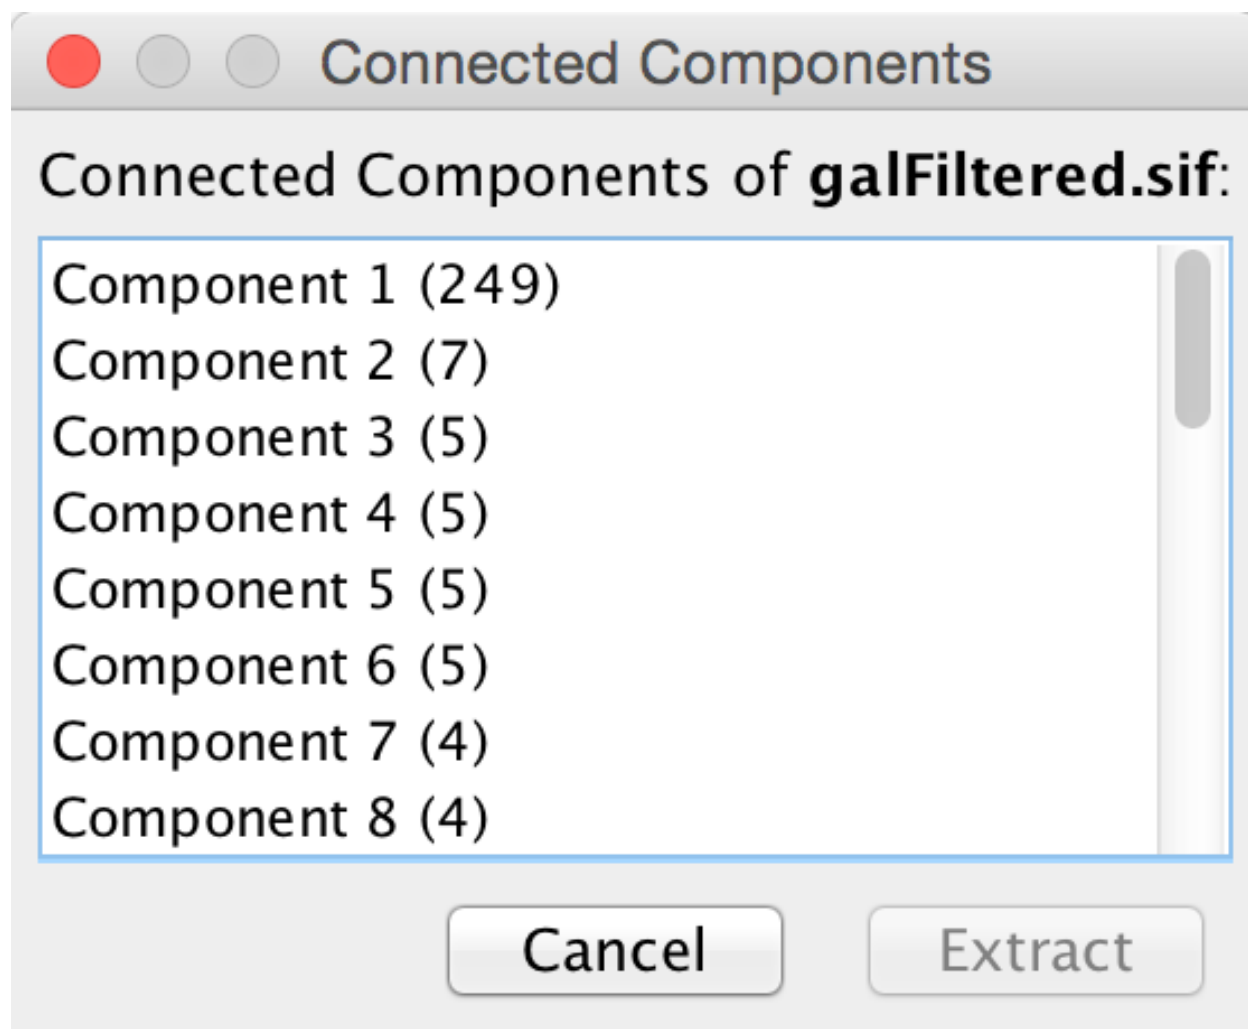 Connected Components
Connected Components of galFiltered.sif:
Component 1 (249)
Component 2 (7)
Component 3 (5)
Component 4 (5)
Component 5 (5)
Component 6 (5)
Component 7 (4)
Component 8 (4)
Cancel
Extract